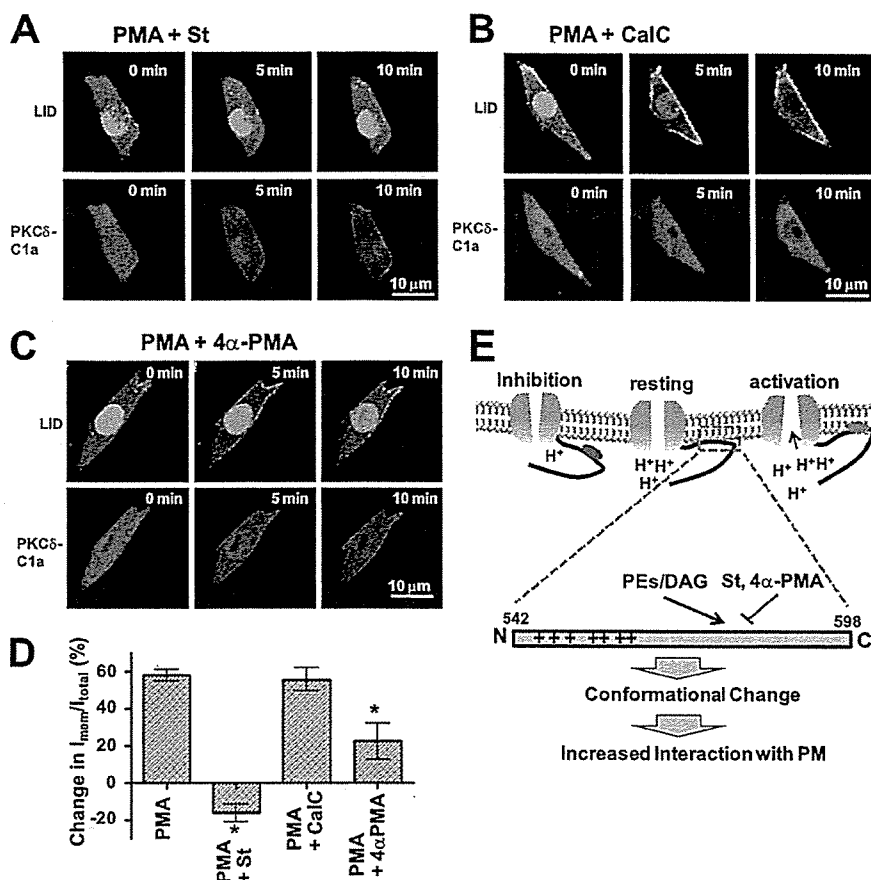 A
PMA + St
LID
0 min
5 min
10 min
PKCδ-
C1a
0 min
5 min
10 min
10 μm
B
PMA + CalC
LID
0 min
5 min
10 min
PKCδ-
C1a
0 min
5 min
10 min
10 μm
C
PMA + 4α-PMA
LID
0 min
5 min
10 min
PKCδ-
C1a
0 min
5 min
10 min
10 μm
D
Change in Imem/Itotal (%)
60
40
20
0
-20
*
*
PMA
PMA + St
PMA + CalC
PMA + 4αPMA
E
Inhibition
resting
activation
H+
H+H+
H+
H+ H+H+
H+
PEs/DAG St, 4α-PMA
542
598
N
+++ ++++
C
Conformational Change
Increased Interaction with PM